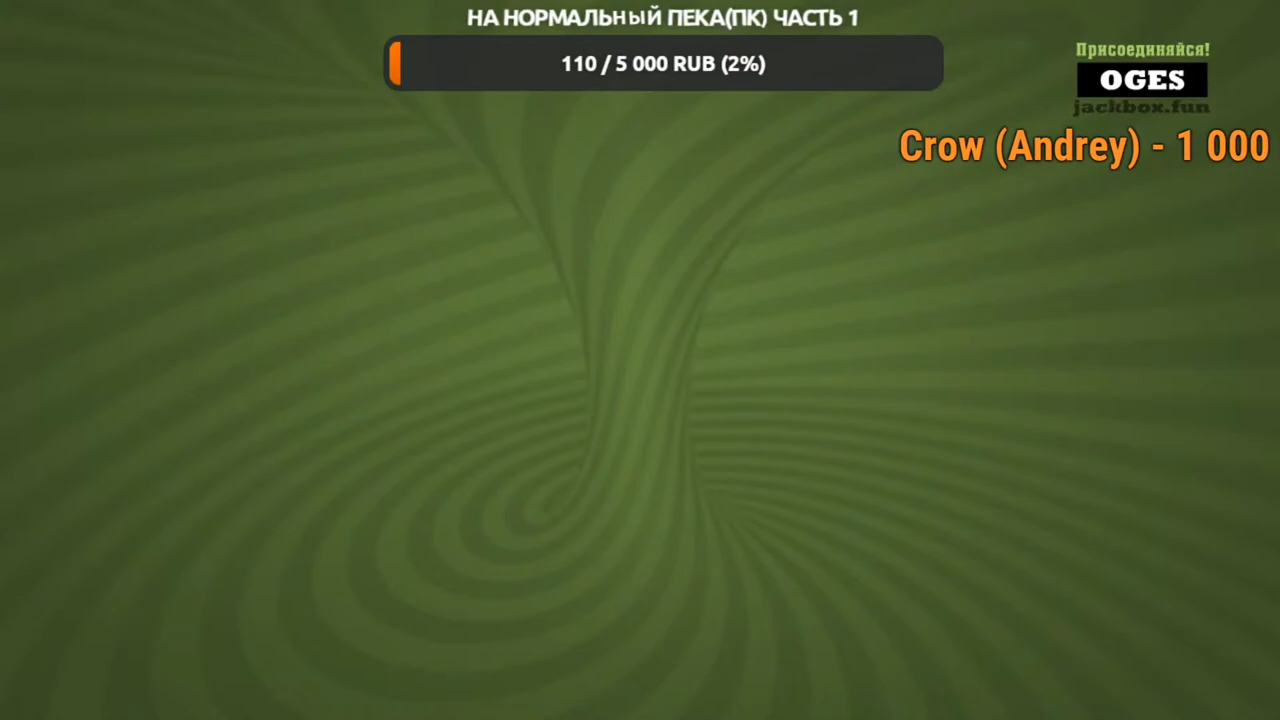 НА НОРМАЛЬНЫЙ ПЕКА(ПК) ЧАСТЬ 1
110 / 5 000 RUB (2%)
Присоединяйся!
OGES
jackbox.fun
Crow (Andrey) - 1 000